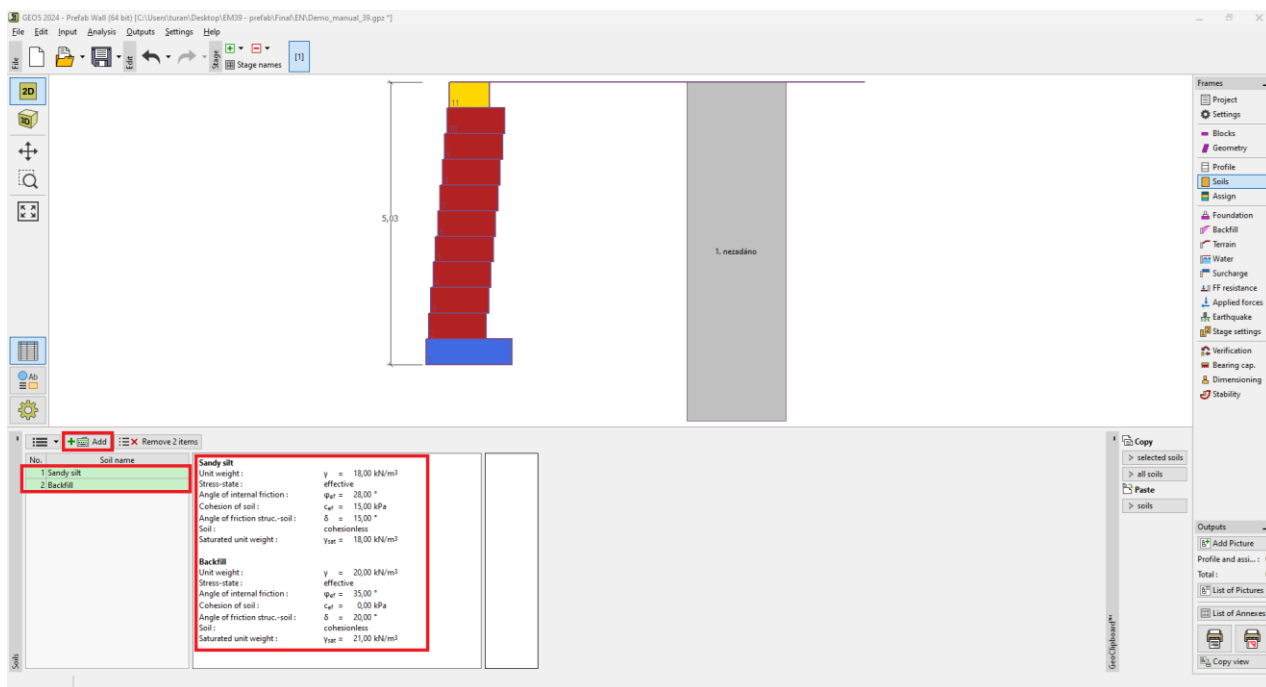 GEO5 2024 - Prefab Wall (64 bit) [C:\Users\turan\Desktop\EM39 - prefab\Final\EN\Demo_manual_39.gpz *]
File Edit Input Analysis Outputs Settings Help
File
Edit
Stage
Stage names
[1]
2D
3D
Ab
5,03
11
1. nezadáno
Frames
Project
Settings
Blocks
Geometry
Profile
Soils
Assign
Foundation
Backfill
Terrain
Water
Surcharge
FF resistance
Applied forces
Earthquake
Stage settings
Verification
Bearing cap.
Dimensioning
Stability
Add
Remove 2 items
No. Soil name
1 Sandy silt
2 Backfill
Sandy silt
Unit weight : γ = 18,00 kN/m³
Stress-state : effective
Angle of internal friction : φef = 28,00 °
Cohesion of soil : cef = 15,00 kPa
Angle of friction struc.-soil : δ = 15,00 °
Soil : cohesionless
Saturated unit weight : γsat = 18,00 kN/m³
Backfill
Unit weight : γ = 20,00 kN/m³
Stress-state : effective
Angle of internal friction : φef = 35,00 °
Cohesion of soil : cef = 0,00 kPa
Angle of friction struc.-soil : δ = 20,00 °
Soil : cohesionless
Saturated unit weight : γsat = 21,00 kN/m³
Soils
GeoClipboard™
Copy
> selected soils
> all soils
Paste
> soils
Outputs
Add Picture
Profile and assi... :
Total :
List of Pictures
List of Annexes
Copy view